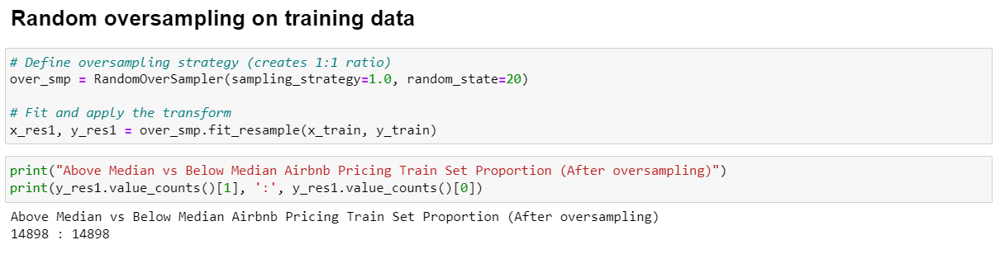 Random oversampling on training data
# Define oversampling strategy (creates 1:1 ratio)
over_smp = RandomOverSampler(sampling_strategy=1.0, random_state=20)
# Fit and apply the transform
x_res1, y_res1 = over_smp.fit_resample(x_train, y_train)
print("Above Median vs Below Median Airbnb Pricing Train Set Proportion (After oversampling)")
print(y_res1.value_counts()[1], ':', y_res1.value_counts()[0])
Above Median vs Below Median Airbnb Pricing Train Set Proportion (After oversampling)
14898 : 14898